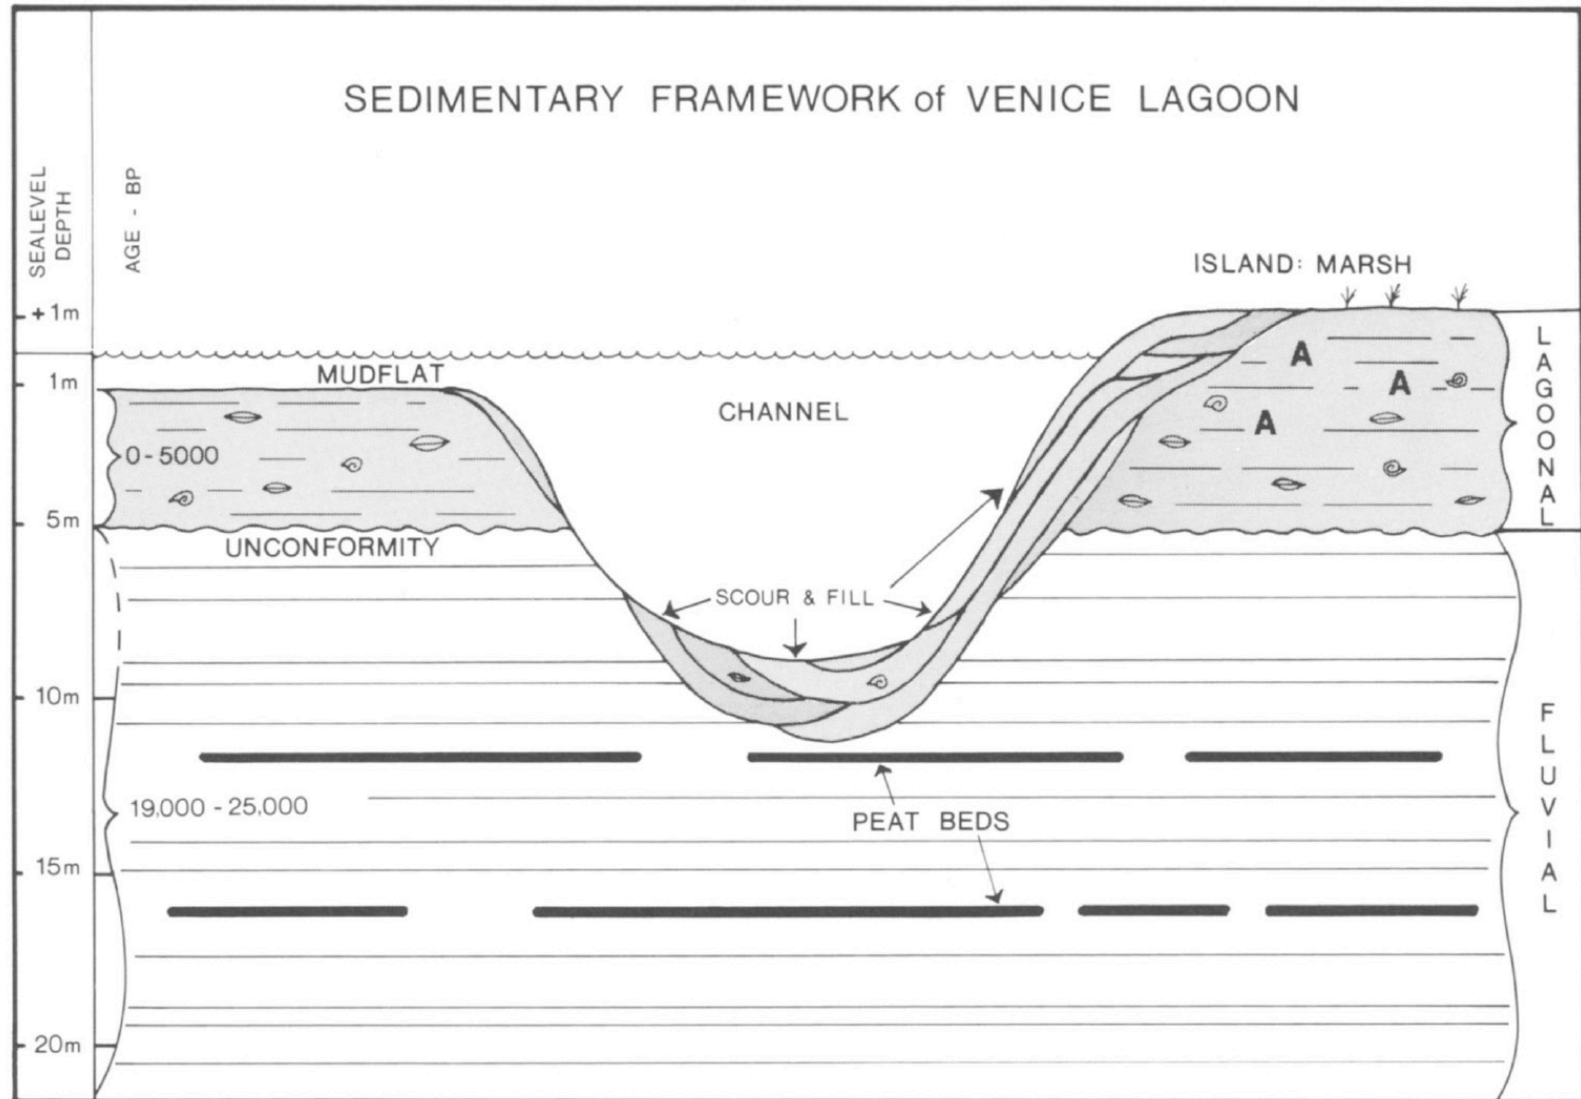 SEDIMENTARY FRAMEWORK of VENICE LAGOON
SEALEVEL
DEPTH
AGE - BP
ISLAND: MARSH
+ 1m
1m
MUDFLAT
CHANNEL
A
A
A
LAGOONAL
0 - 5000
5m
UNCONFORMITY
SCOUR & FILL
10m
FLUVIAL
19,000 - 25,000
PEAT BEDS
15m
20m